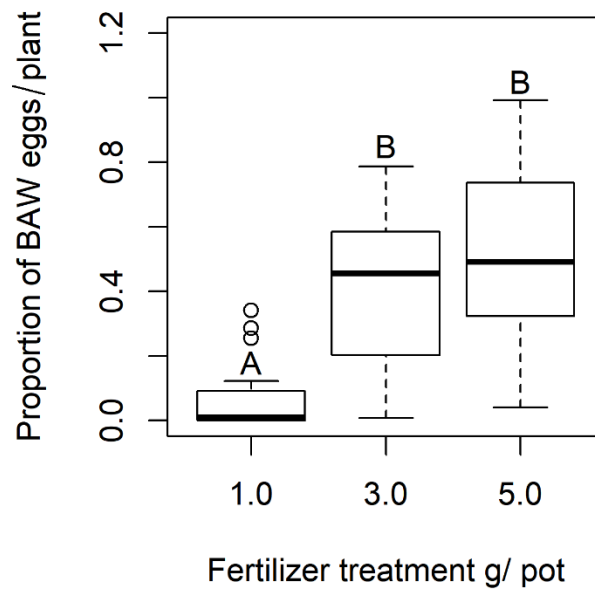 Proportion of BAW eggs / plant
1.2
0.8
0.4
0.0
A
B
B
1.0 3.0 5.0
Fertilizer treatment g/ pot